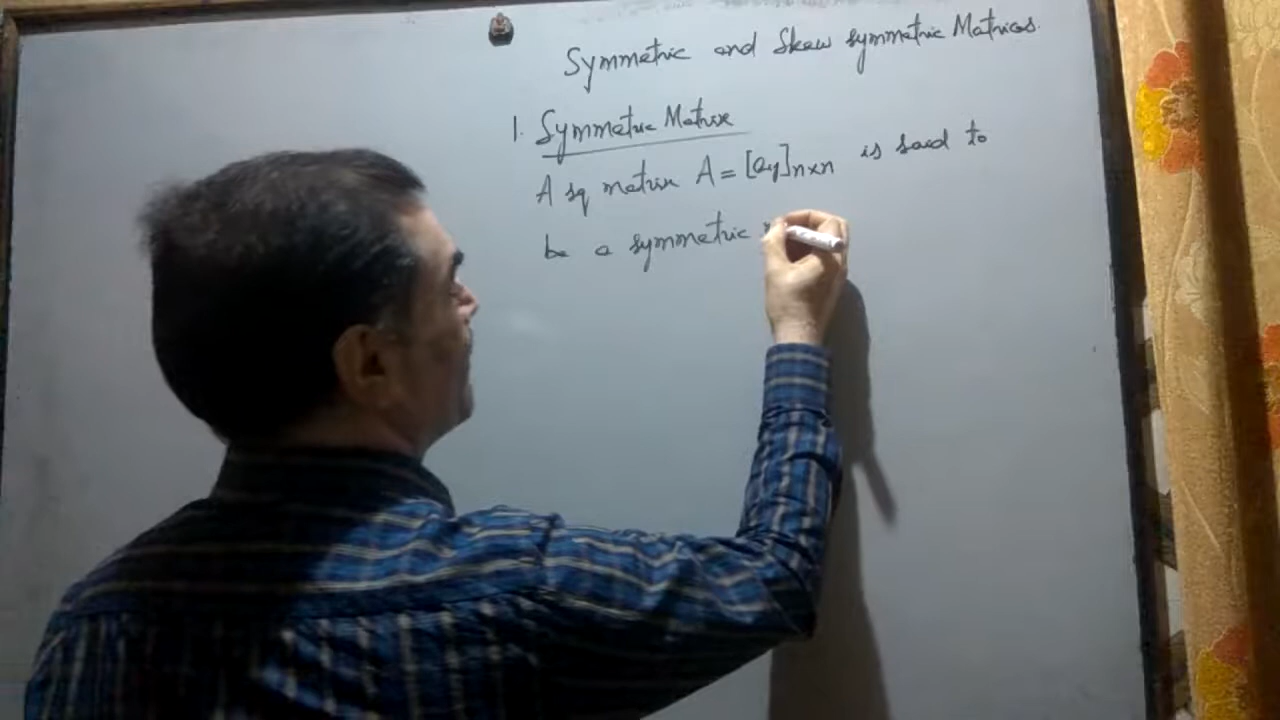 Symmetric and Skew symmetric Matrices.
1. Symmetric Matrix
A sq matrix A = [aij]n×n is said to
be a symmetric